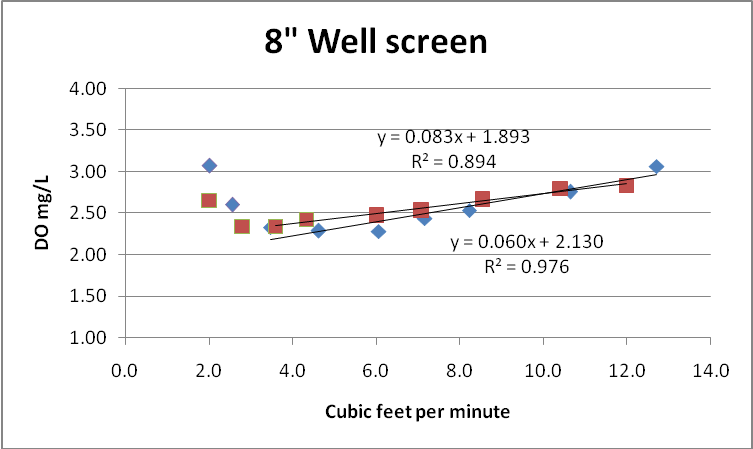 8" Well screen
4.00
3.50
3.00
2.50
2.00
1.50
1.00
DO mg/L
y = 0.083x + 1.893
R² = 0.894
y = 0.060x + 2.130
R² = 0.976
0.0 2.0 4.0 6.0 8.0 10.0 12.0 14.0
Cubic feet per minute